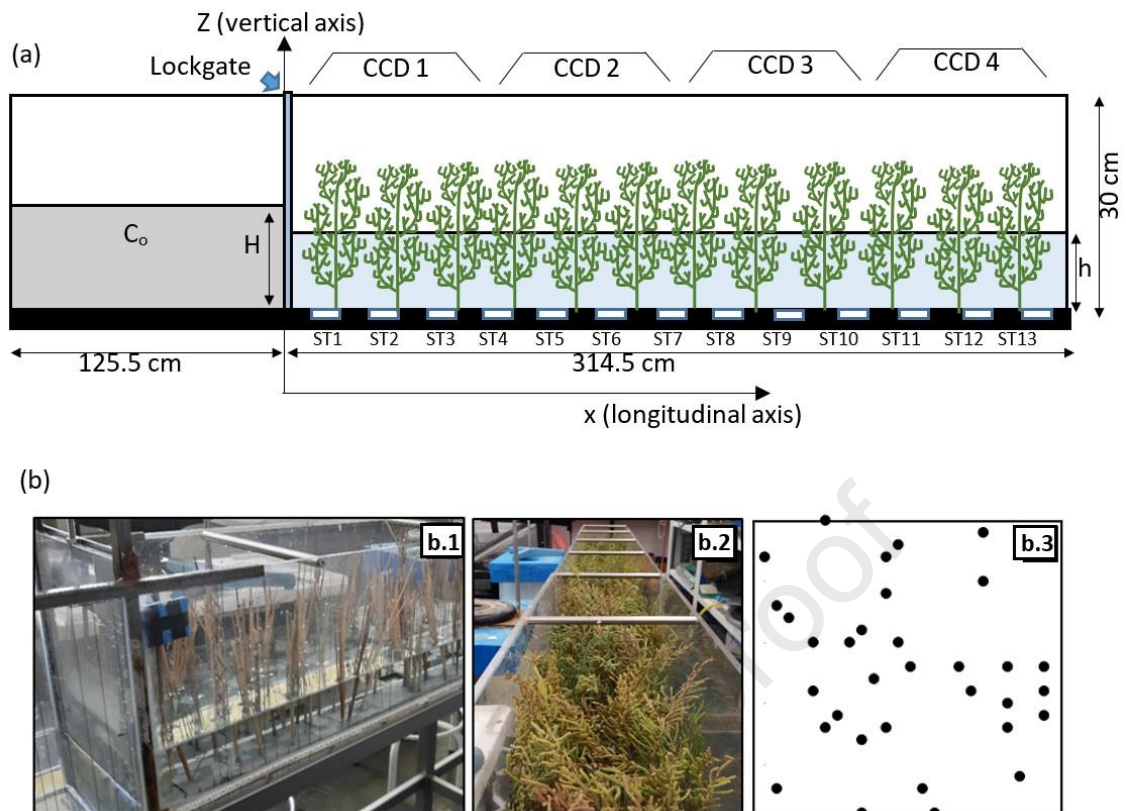 Z (vertical axis)
(a)
Lockgate
CCD 1
CCD 2
CCD 3
CCD 4
Cₒ
H
h
30 cm
ST1 ST2 ST3 ST4 ST5 ST6 ST7 ST8 ST9 ST10 ST11 ST12 ST13
125.5 cm
314.5 cm
x (longitudinal axis)
(b)
b.1
b.2
b.3
roof